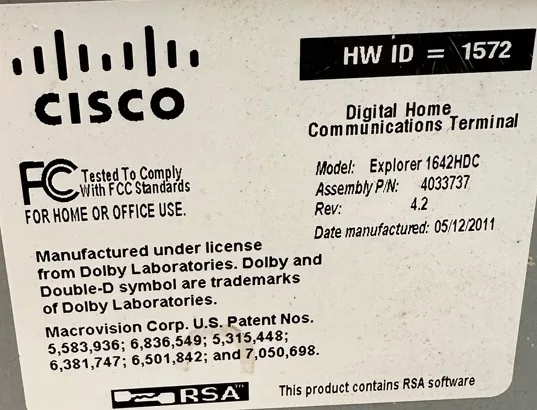 CISCO
HW ID = 1572
Digital Home
Communications Terminal
FC Tested To Comply
With FCC Standards
FOR HOME OR OFFICE USE.
Model: Explorer 1642HDC
Assembly P/N: 4033737
Rev: 4.2
Date manufactured: 05/12/2011
Manufactured under license
from Dolby Laboratories. Dolby and
Double-D symbol are trademarks
of Dolby Laboratories.
Macrovision Corp. U.S. Patent Nos.
5,583,936; 6,836,549; 5,315,448;
6,381,747; 6,501,842; and 7,050,698.
RSA™
This product contains RSA software